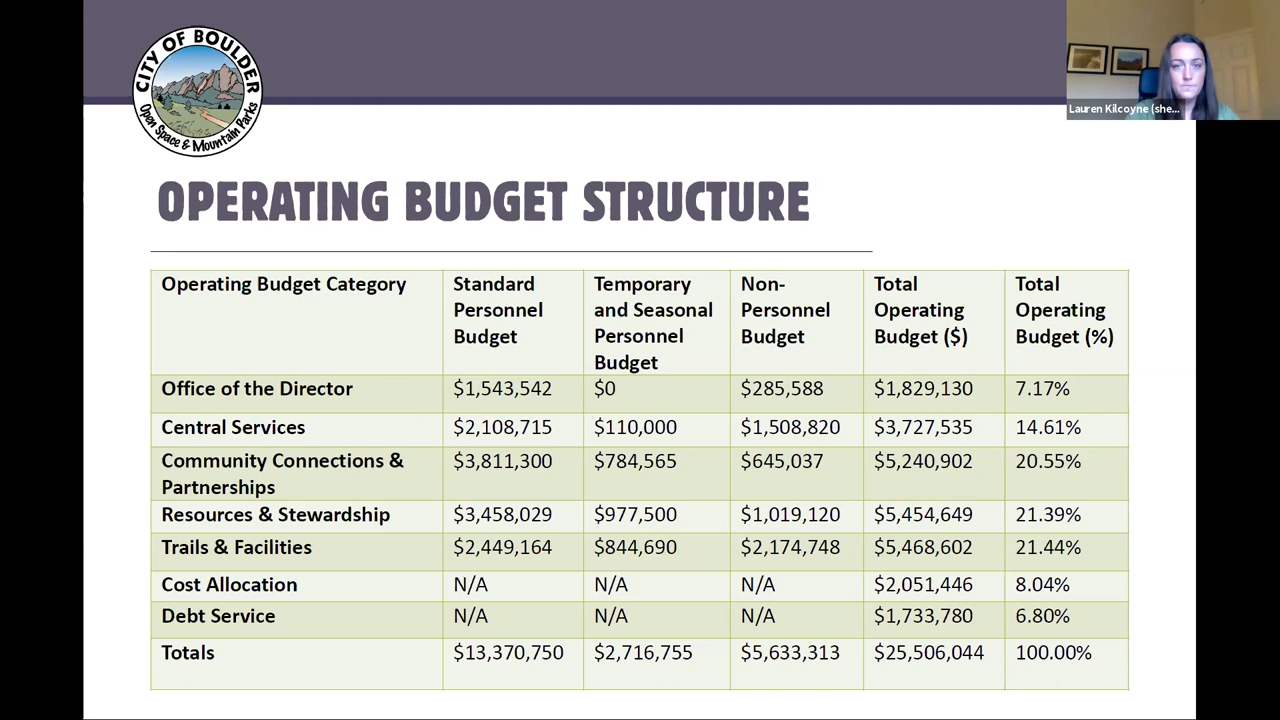 CITY OF BOULDER
Open Space & Mountain Parks
Lauren Kilcoyne (she...
OPERATING BUDGET STRUCTURE
Operating Budget Category Standard Personnel Budget Temporary and Seasonal Personnel Budget Non-Personnel Budget Total Operating Budget ($) Total Operating Budget (%)
Office of the Director $1,543,542 $0 $285,588 $1,829,130 7.17%
Central Services $2,108,715 $110,000 $1,508,820 $3,727,535 14.61%
Community Connections & Partnerships $3,811,300 $784,565 $645,037 $5,240,902 20.55%
Resources & Stewardship $3,458,029 $977,500 $1,019,120 $5,454,649 21.39%
Trails & Facilities $2,449,164 $844,690 $2,174,748 $5,468,602 21.44%
Cost Allocation N/A N/A N/A $2,051,446 8.04%
Debt Service N/A N/A N/A $1,733,780 6.80%
Totals $13,370,750 $2,716,755 $5,633,313 $25,506,044 100.00%